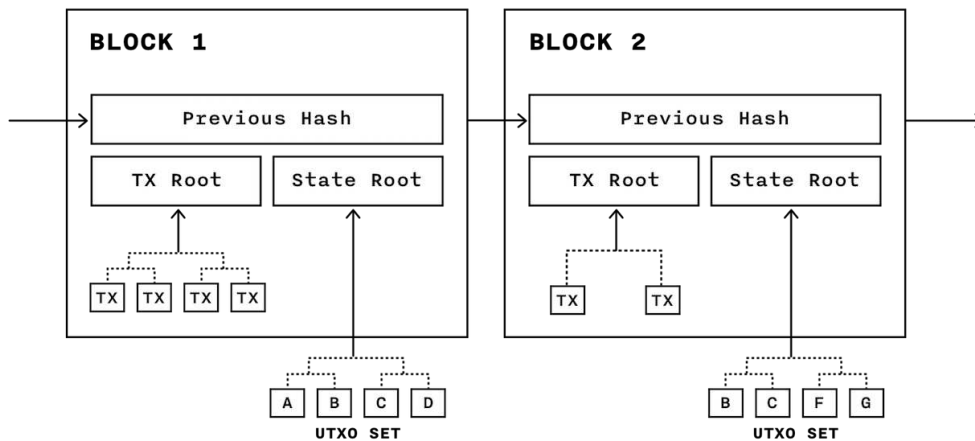 BLOCK 1
Previous Hash
TX Root
State Root
TX TX TX TX
A B C D
UTXO SET
BLOCK 2
Previous Hash
TX Root
State Root
TX TX
B C F G
UTXO SET